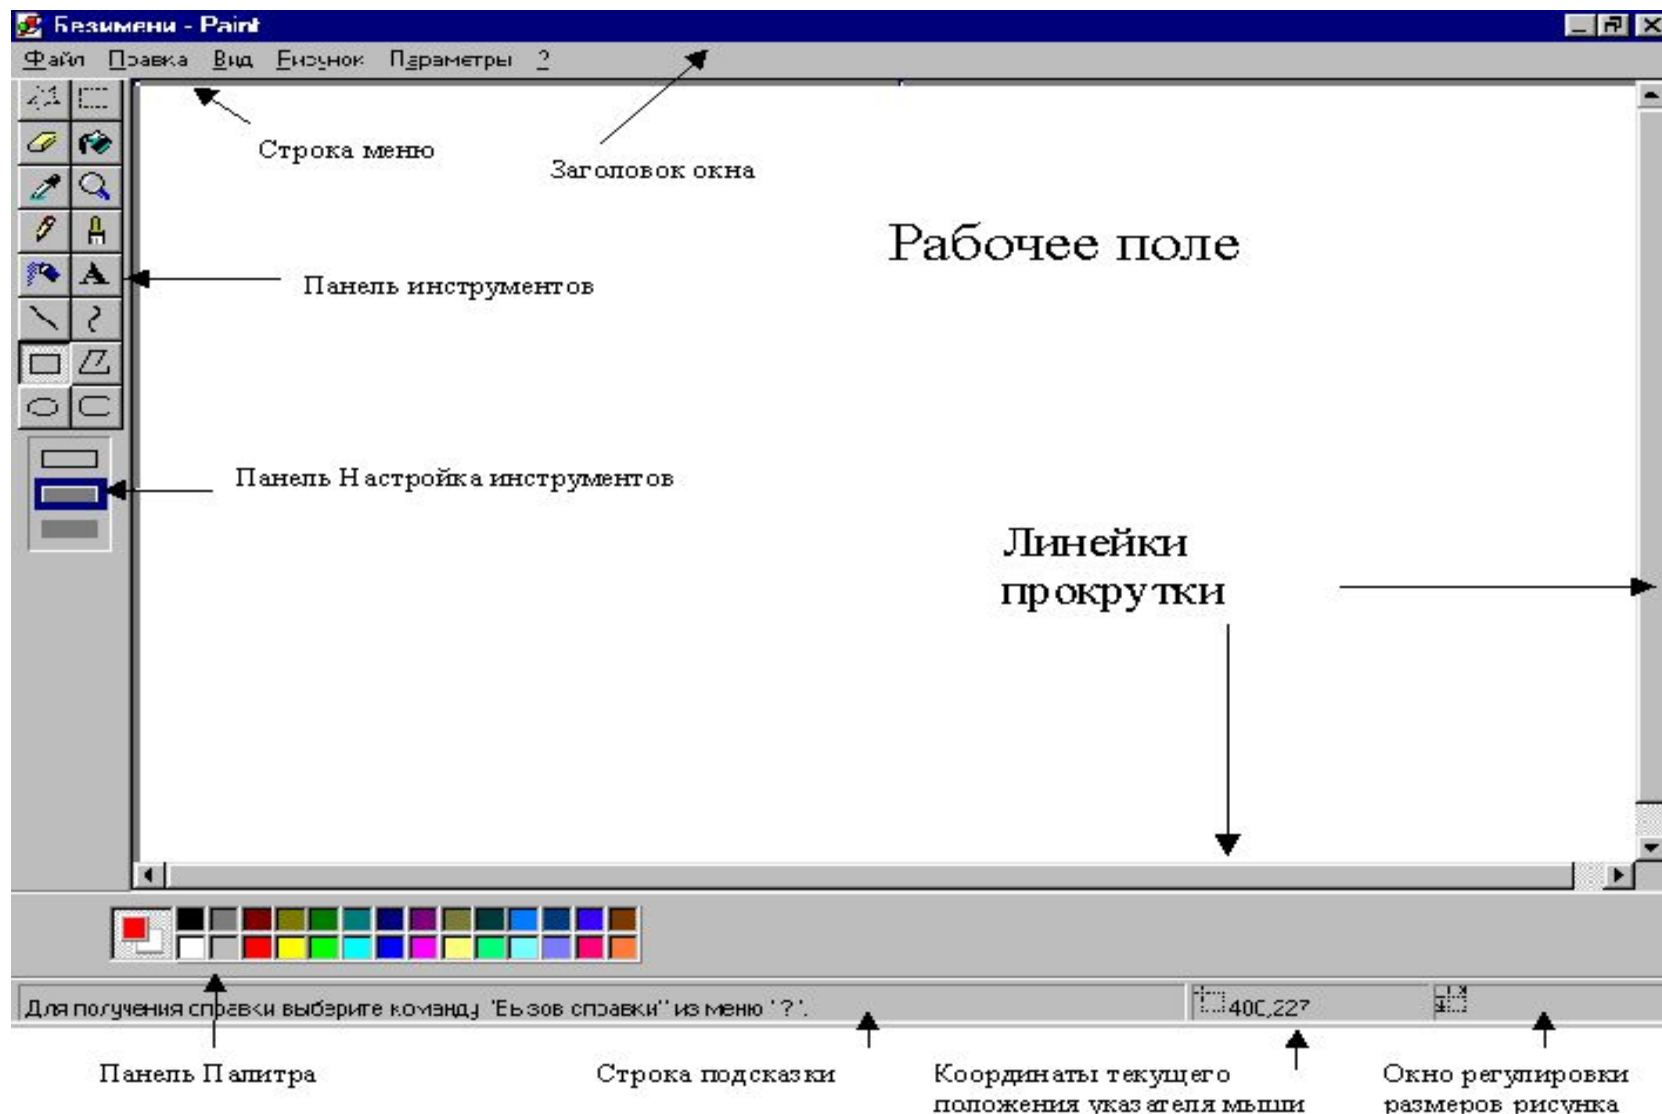 Безимени - Paint
Файл Правка Вид Рисунок Параметры ?
Строка меню
Заголовок окна
Рабочее поле
Панель инструментов
Панель Настройка инструментов
Линейки
прокрутки
Для получения справки выберите команду "Вызов справки" из меню "?".
400,227
Панель Палитра
Строка подсказки
Координаты текущего
положения указателя мыши
Окно регулировки
размеров рисунка